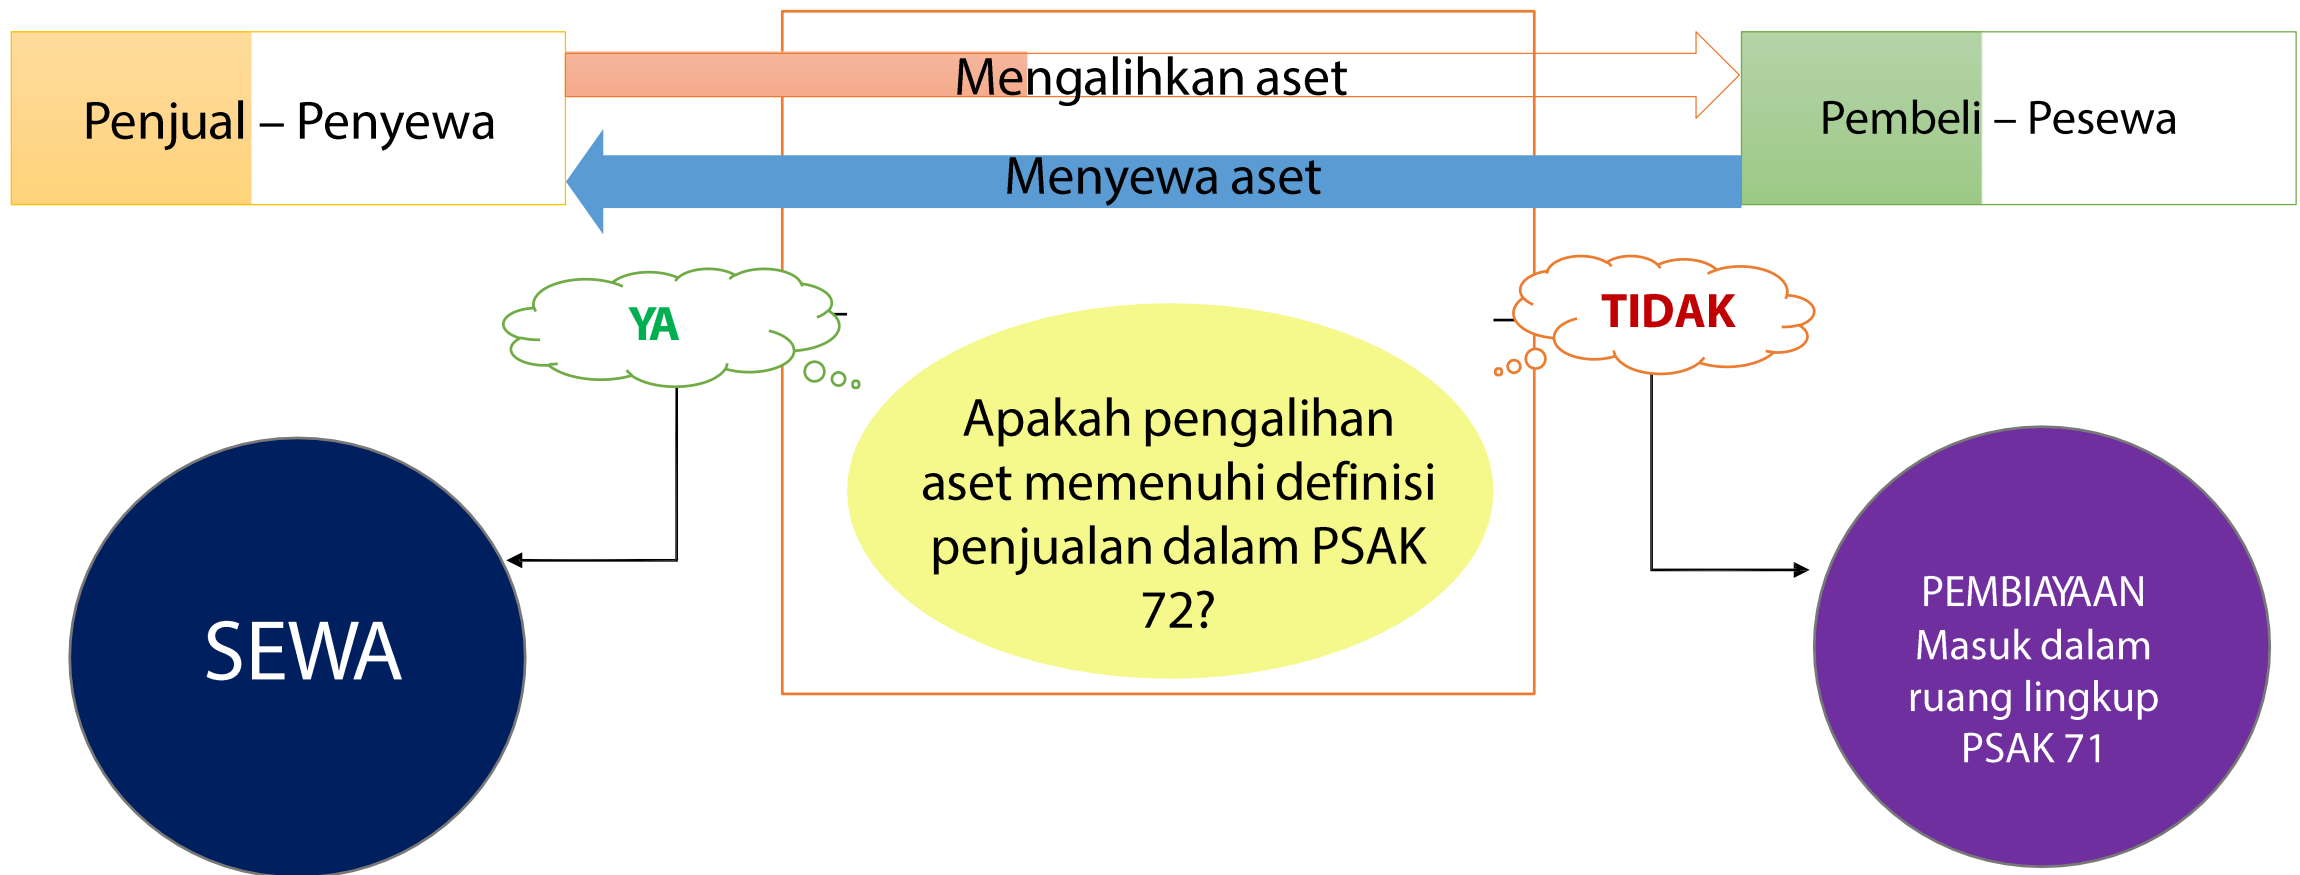 Penjual – Penyewa
Mengalihkan aset
Pembeli – Pesewa
Menyewa aset
YA
TIDAK
Apakah pengalihan
aset memenuhi definisi
penjualan dalam PSAK
72?
SEWA
PEMBIAYAAN
Masuk dalam
ruang lingkup
PSAK 71